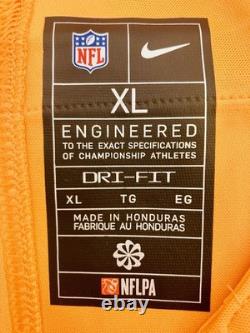 NFL
XL
ENGINEERED
TO THE EXACT SPECIFICATIONS
OF CHAMPIONSHIP ATHLETES
DRI-FIT
XL TG EG
MADE IN HONDURAS
FABRIQUE AU HONDURAS
NFLPA